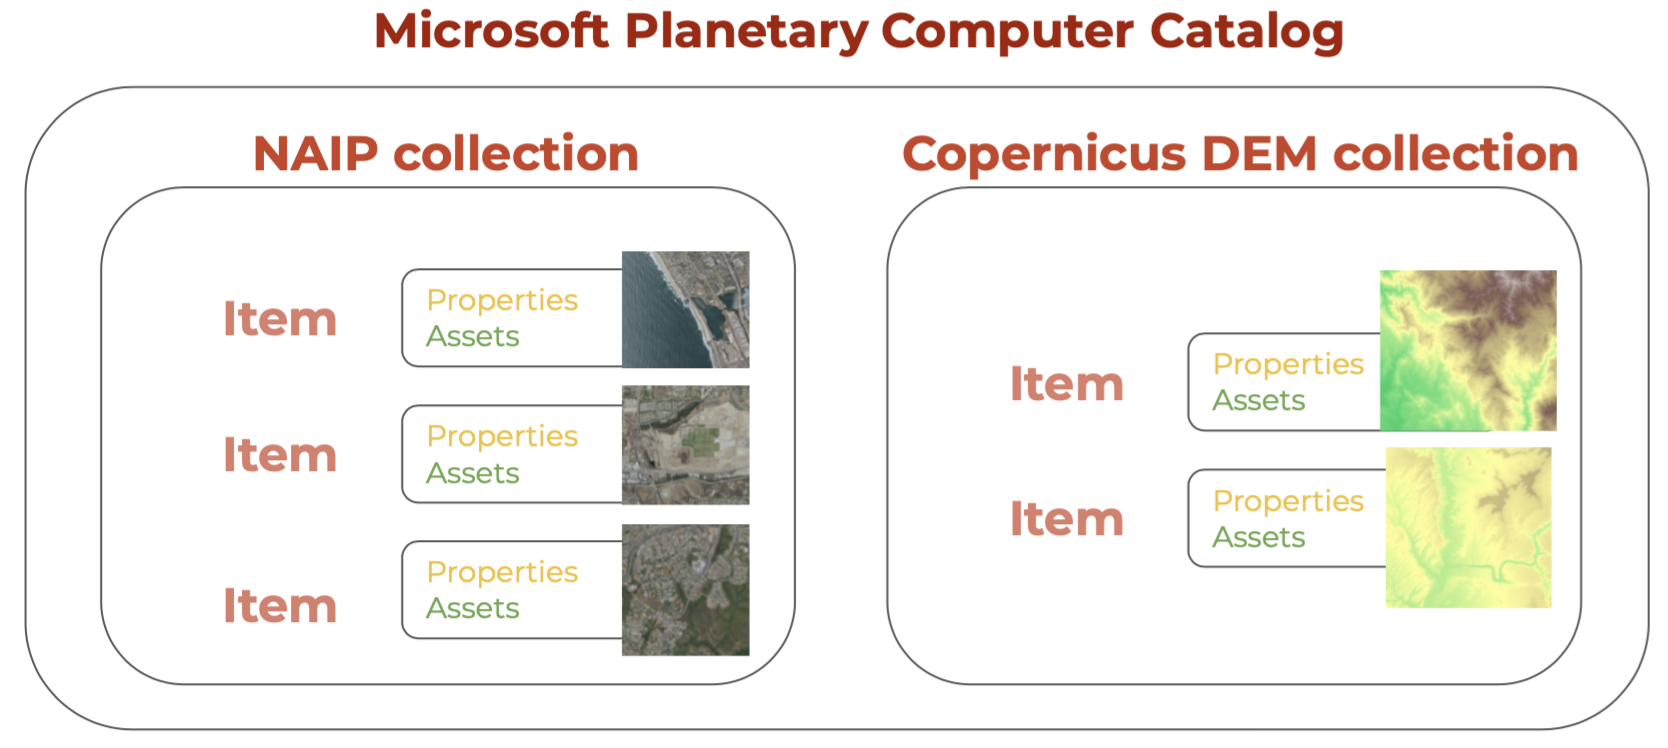 Microsoft Planetary Computer Catalog
NAIP collection
Item
Properties
Assets
Item
Properties
Assets
Item
Properties
Assets
Copernicus DEM collection
Item
Properties
Assets
Item
Properties
Assets